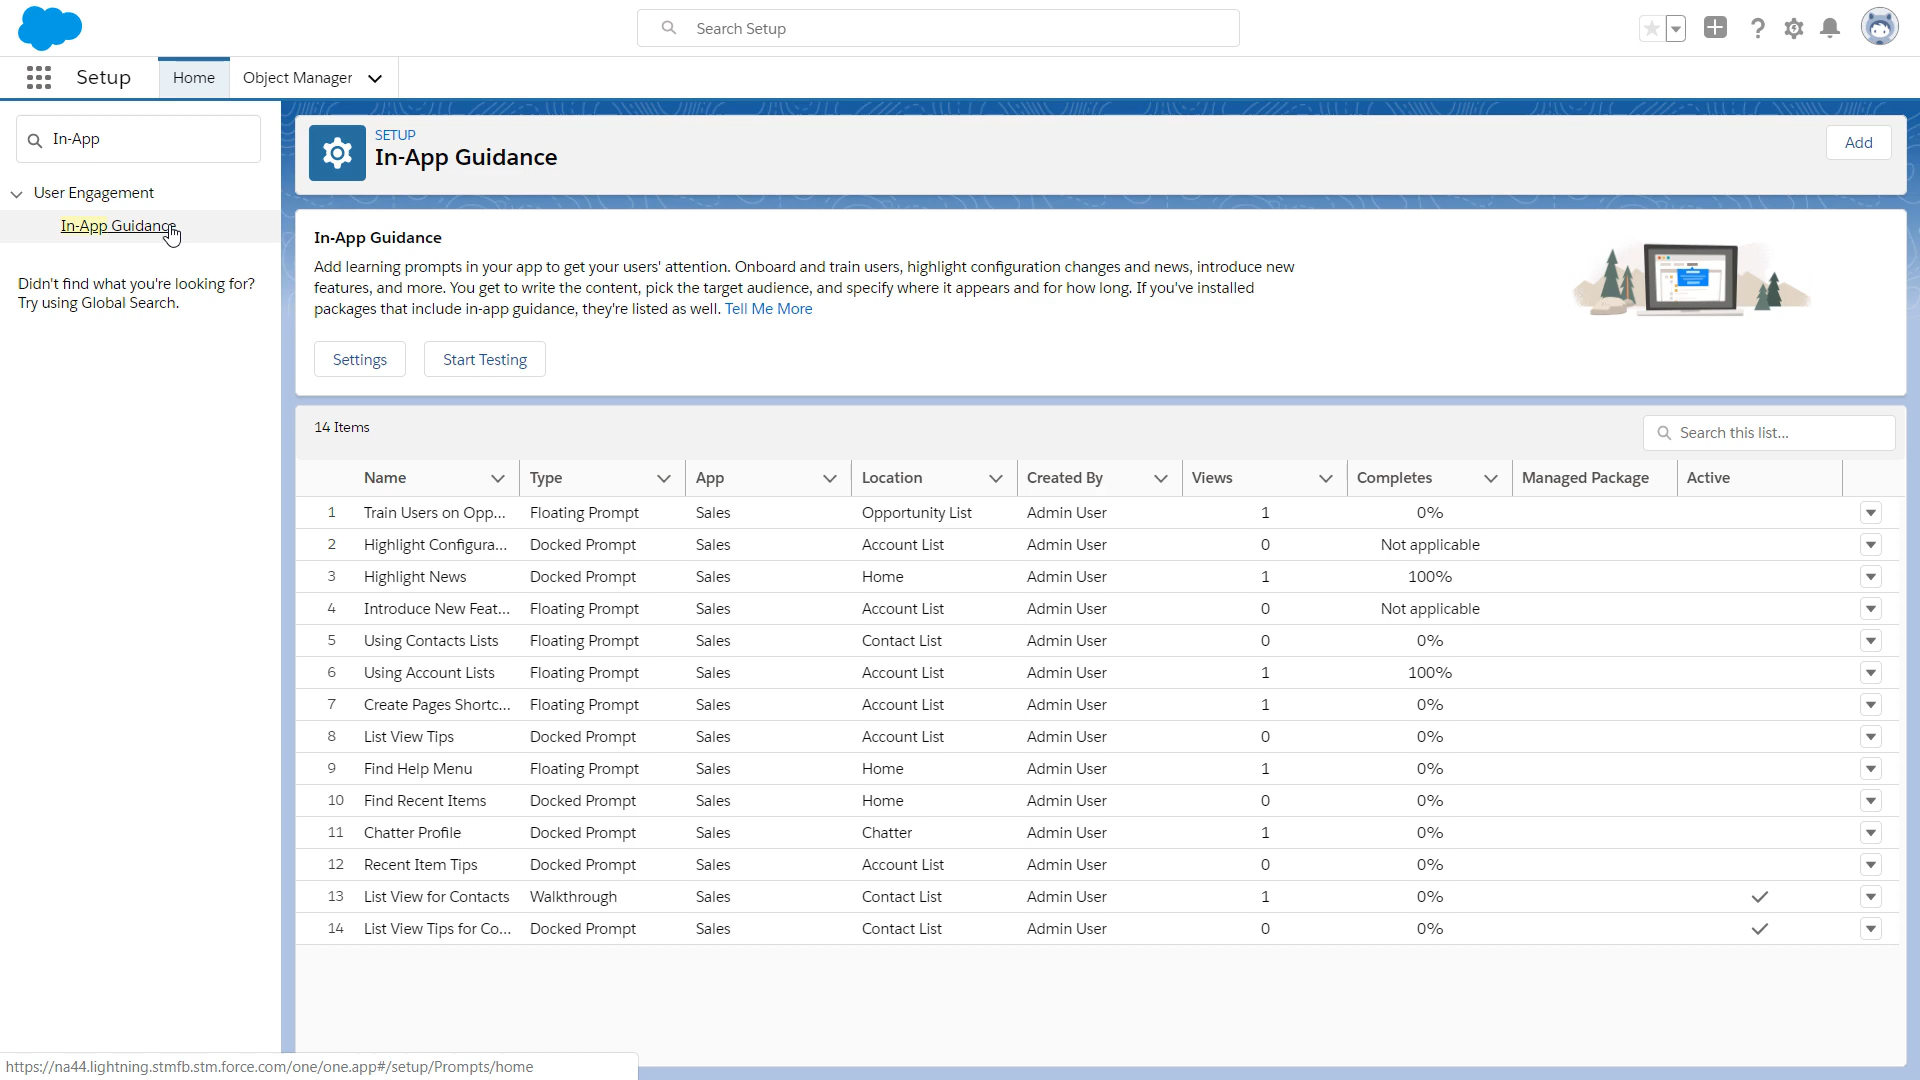 Search Setup
Setup
Home
Object Manager
In-App
User Engagement
In-App Guidance
Didn't find what you're looking for?
Try using Global Search.
SETUP
In-App Guidance
Add
In-App Guidance
Add learning prompts in your app to get your users' attention. Onboard and train users, highlight configuration changes and news, introduce new
features, and more. You get to write the content, pick the target audience, and specify where it appears and for how long. If you've installed
packages that include in-app guidance, they're listed as well. Tell Me More
Settings Start Testing
14 Items
Search this list...
Name Type App Location Created By Views Completes Managed Package Active
1 Train Users on Opp... Floating Prompt Sales Opportunity List Admin User 1 0%
2 Highlight Configura... Docked Prompt Sales Account List Admin User 0 Not applicable
3 Highlight News Docked Prompt Sales Home Admin User 1 100%
4 Introduce New Feat... Floating Prompt Sales Account List Admin User 0 Not applicable
5 Using Contacts Lists Floating Prompt Sales Contact List Admin User 0 0%
6 Using Account Lists Floating Prompt Sales Account List Admin User 1 100%
7 Create Pages Shortc... Floating Prompt Sales Account List Admin User 1 0%
8 List View Tips Docked Prompt Sales Account List Admin User 0 0%
9 Find Help Menu Floating Prompt Sales Home Admin User 1 0%
10 Find Recent Items Docked Prompt Sales Home Admin User 0 0%
11 Chatter Profile Docked Prompt Sales Chatter Admin User 1 0%
12 Recent Item Tips Docked Prompt Sales Account List Admin User 0 0%
13 List View for Contacts Walkthrough Sales Contact List Admin User 1 0%
14 List View Tips for Co... Docked Prompt Sales Contact List Admin User 0 0%
https://na44.lightning.stmfb.stm.force.com/one/one.app#/setup/Prompts/home